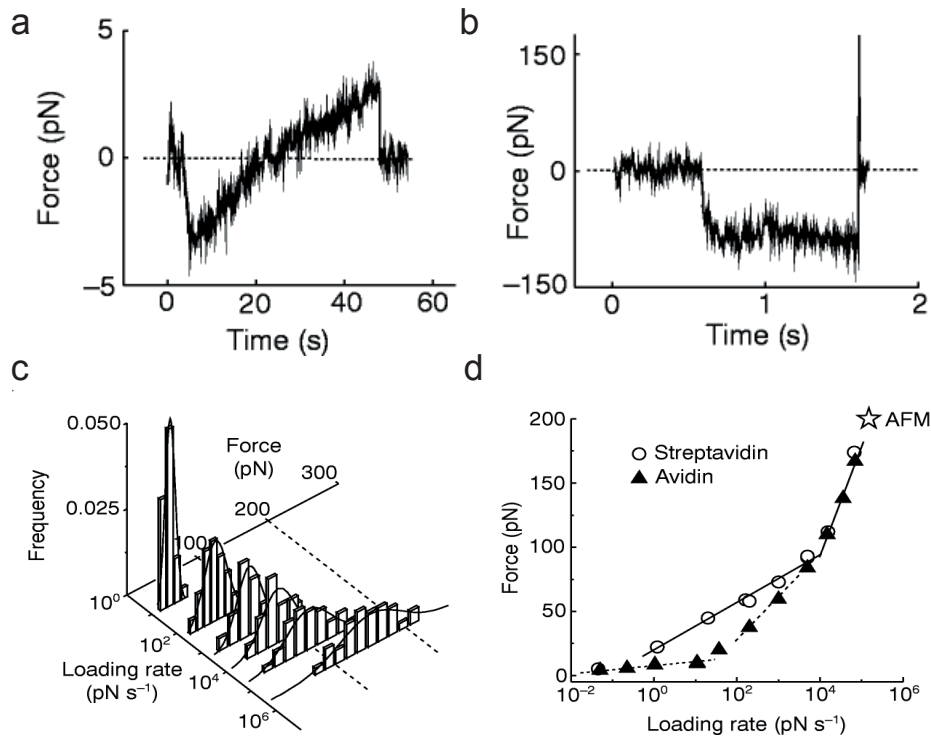 a
5
0
−5
Force (pN)
0
20
40
60
Time (s)
b
150
0
−150
Force (pN)
0
1
2
Time (s)
c
0.050
0.025
Frequency
Force
(pN)
300
200
100
10⁰
10²
10⁴
10⁶
Loading rate
(pN s⁻¹)
d
200
150
100
50
0
Force (pN)
AFM
Streptavidin
Avidin
10⁻²
10⁰
10²
10⁴
10⁶
Loading rate (pN s⁻¹)